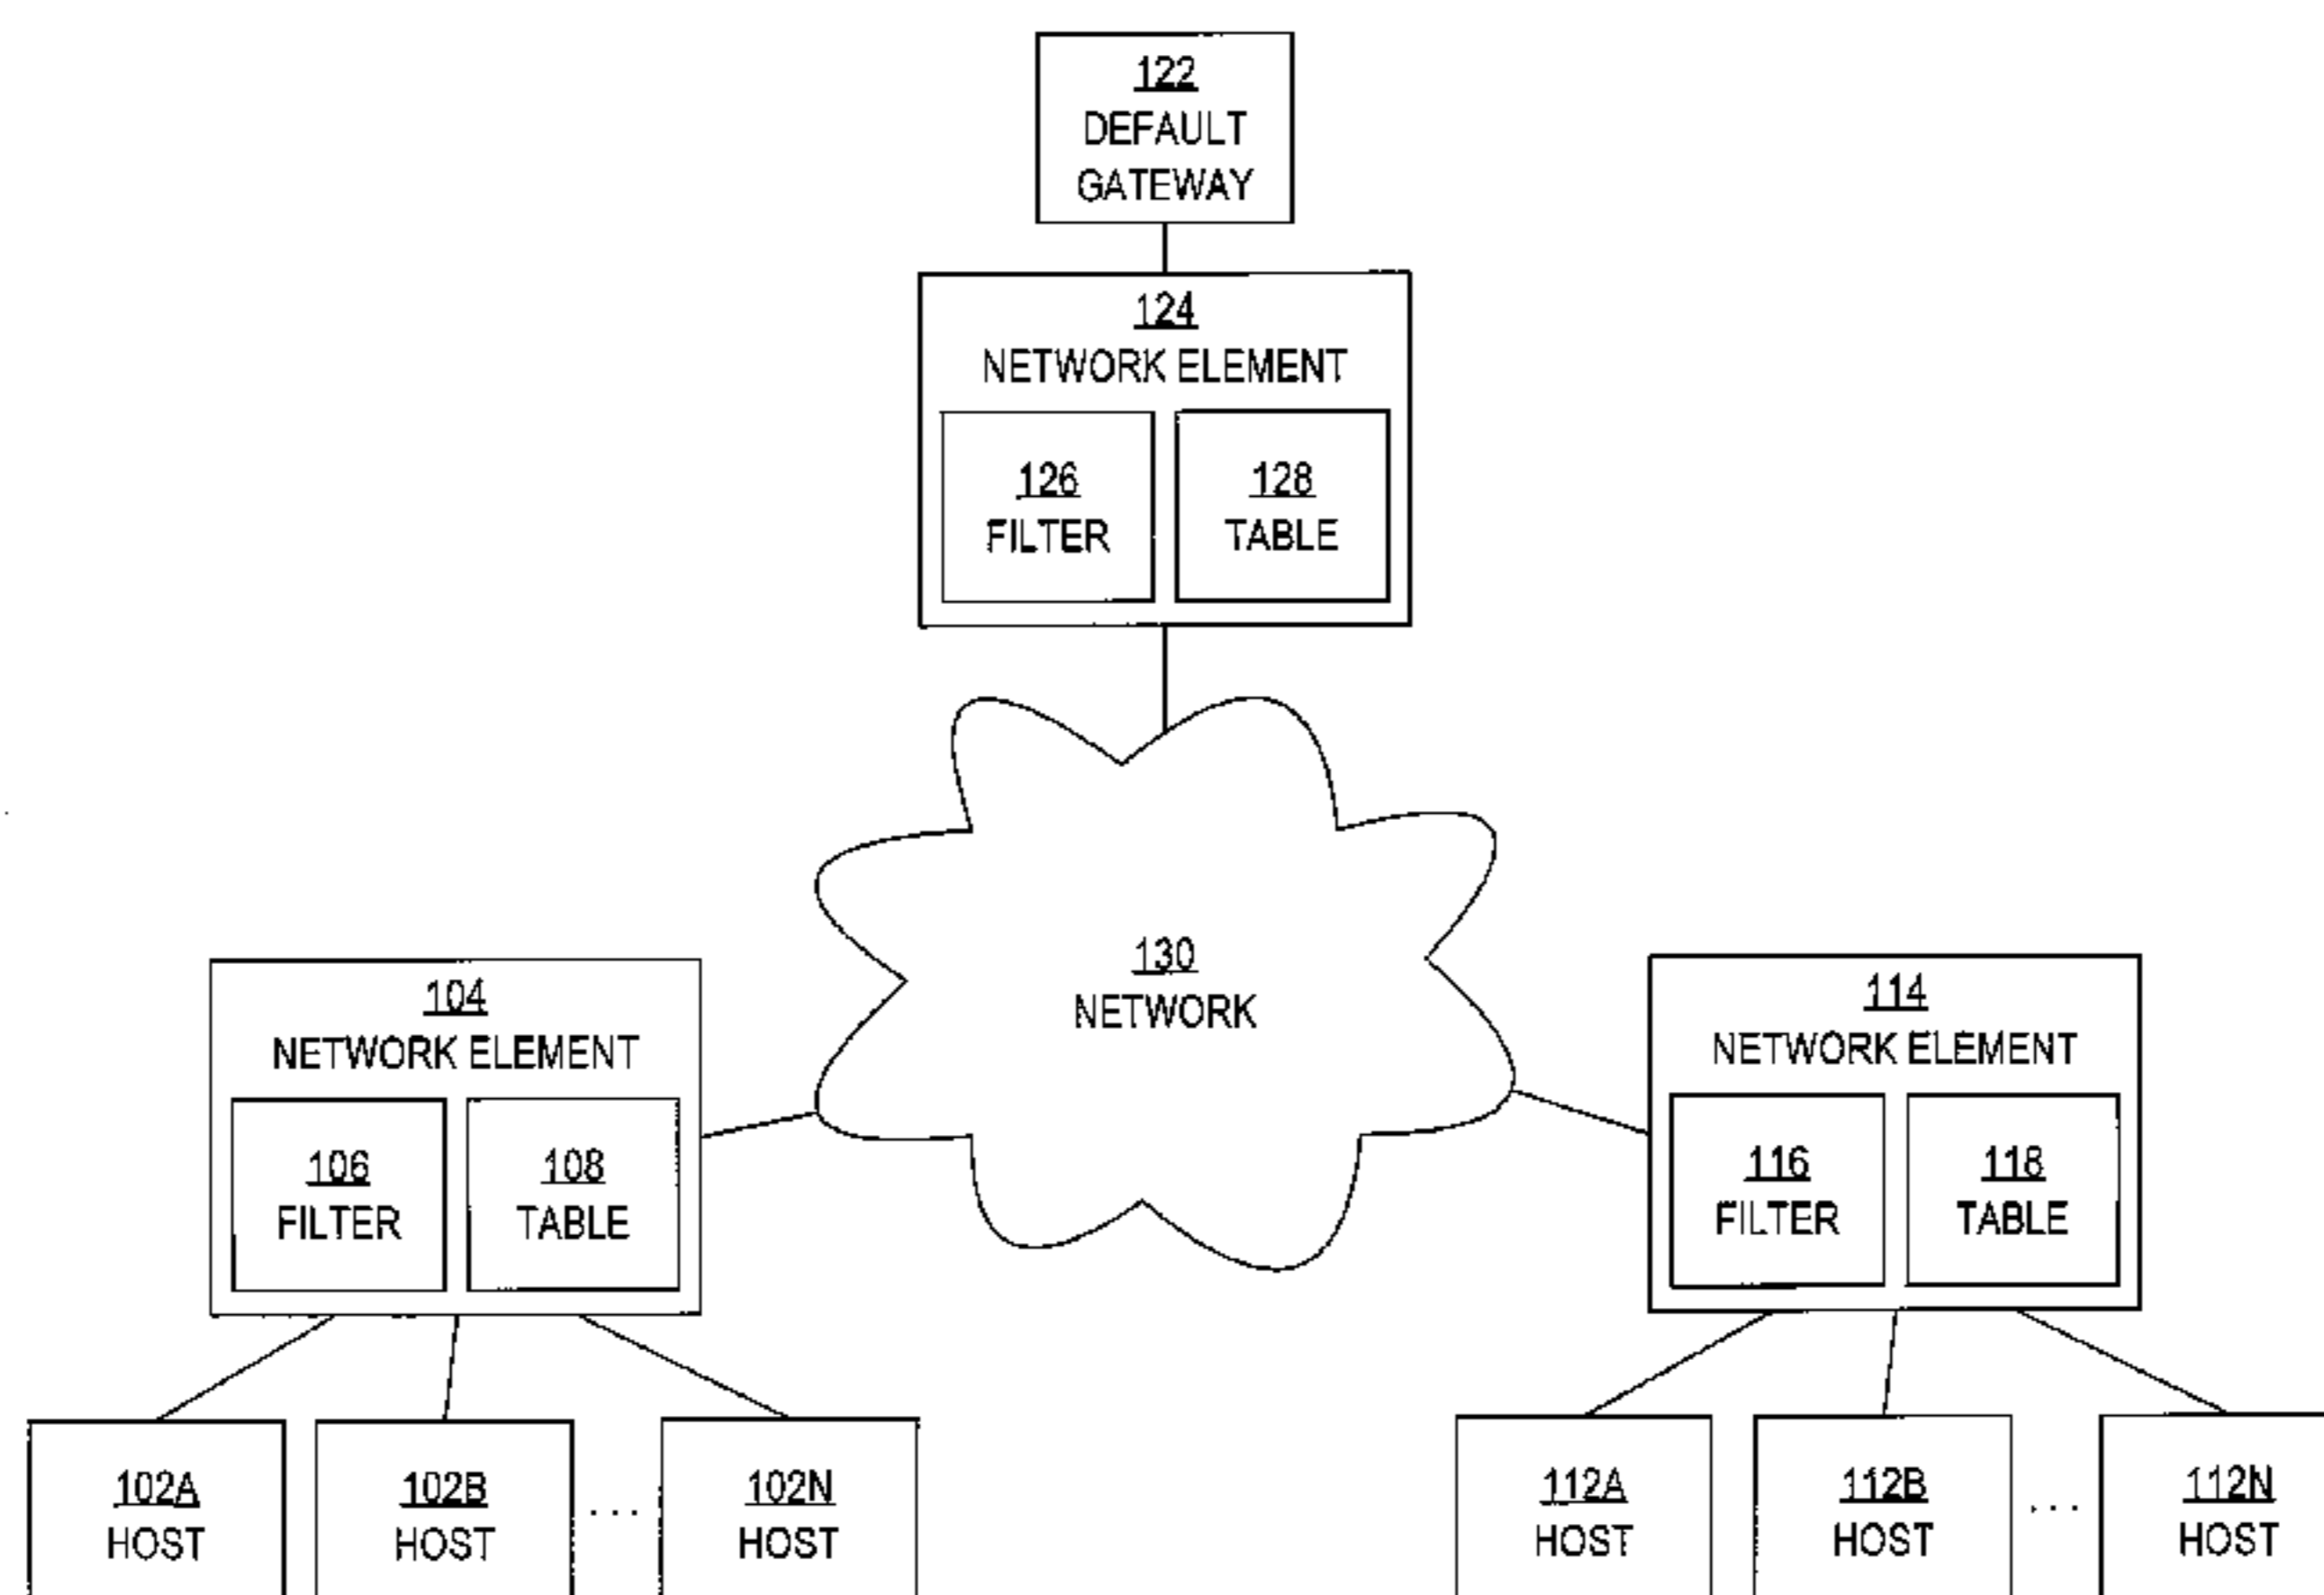 122
DEFAULT
GATEWAY
124
NETWORK ELEMENT
126
FILTER
128
TABLE
130
NETWORK
104
NETWORK ELEMENT
106
FILTER
108
TABLE
114
NETWORK ELEMENT
116
FILTER
118
TABLE
102A
HOST
102B
HOST
...
102N
HOST
112A
HOST
112B
HOST
...
112N
HOST